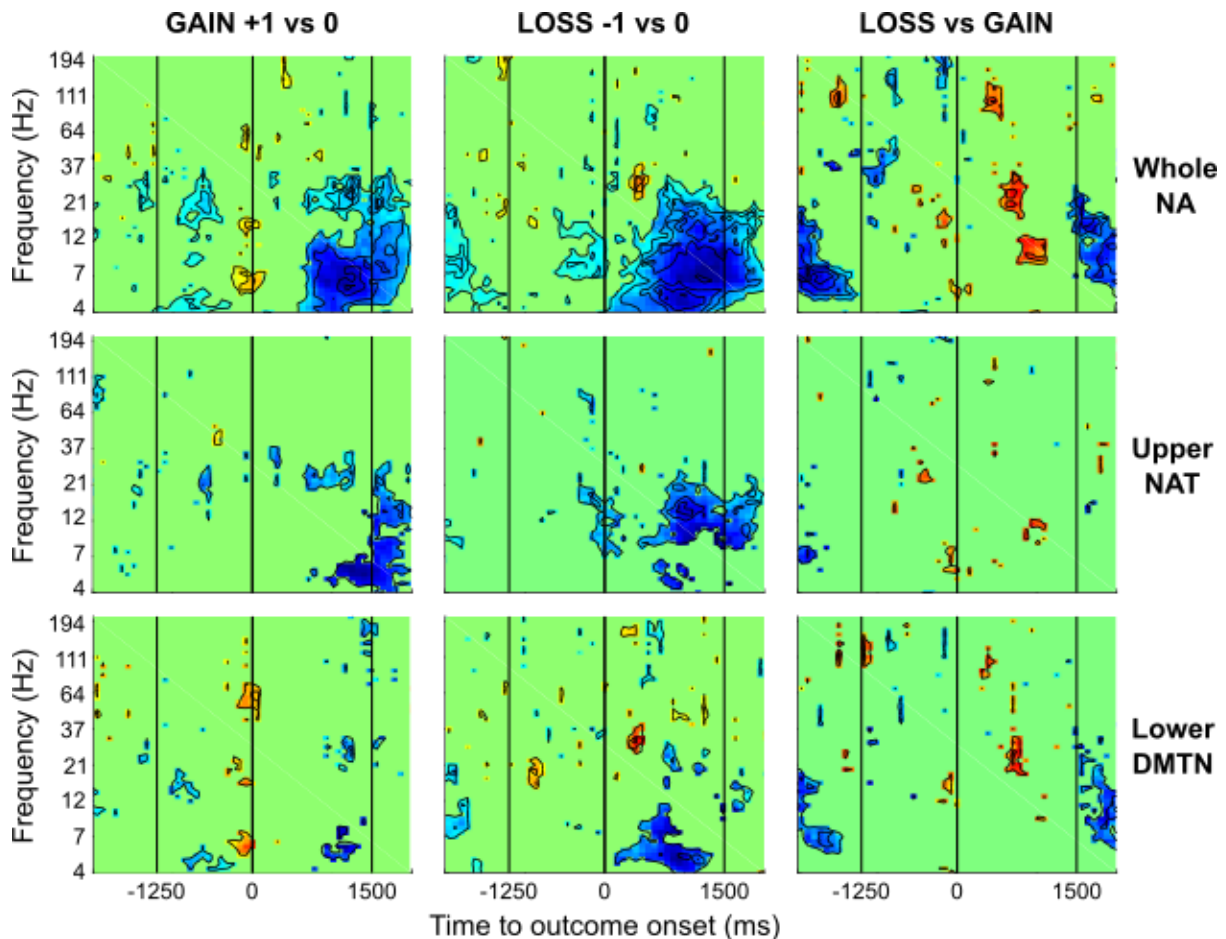 GAIN +1 vs 0
LOSS -1 vs 0
LOSS vs GAIN
Frequency (Hz)
194
111
64
37
21
12
7
4
Whole
NA
Frequency (Hz)
194
111
64
37
21
12
7
4
Upper
NAT
Frequency (Hz)
194
111
64
37
21
12
7
4
Lower
DMTN
-1250 0 1500
-1250 0 1500
-1250 0 1500
Time to outcome onset (ms)